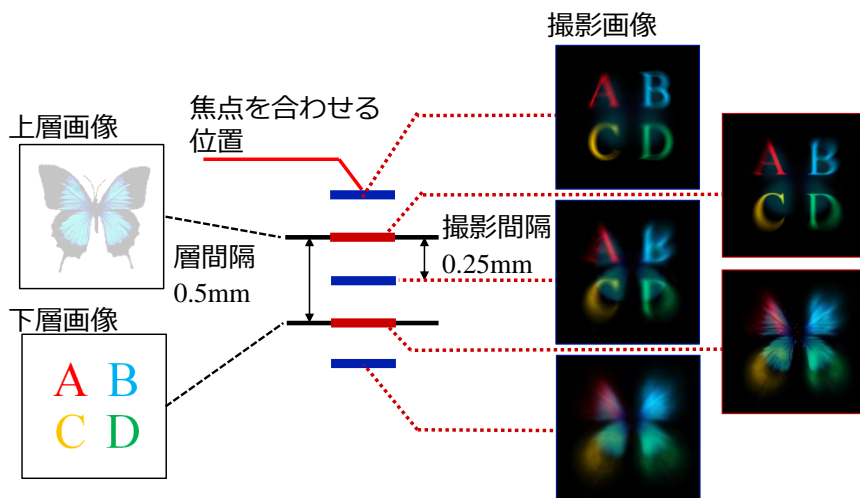 撮影画像
焦点を合わせる
位置
上層画像
層間隔
0.5mm
撮影間隔
0.25mm
下層画像
A B
C D
A B
C D
A B
C D
A B
C D